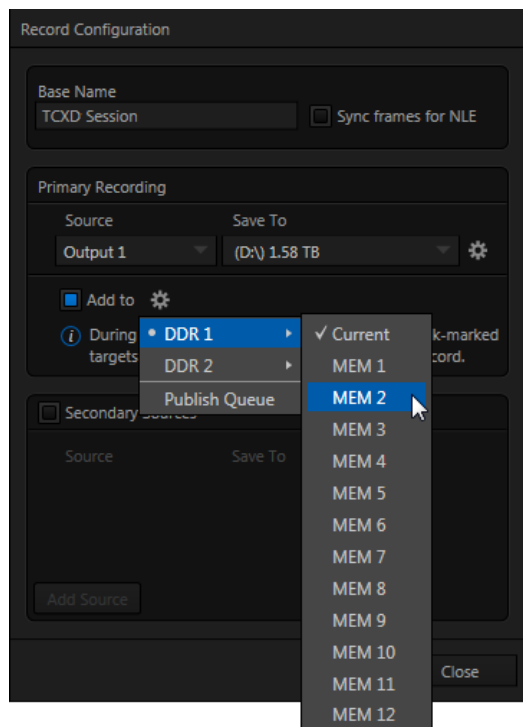 Record Configuration
Base Name
TCXD Session
Sync frames for NLE
Primary Recording
Source Save To
Output 1 (D:\) 1.58 TB
Add to
During
targets
k-marked
cord.
DDR 1
DDR 2
Publish Queue
✓ Current
MEM 1
MEM 2
MEM 3
MEM 4
MEM 5
MEM 6
MEM 7
MEM 8
MEM 9
MEM 10
MEM 11
MEM 12
Secondary Sources
Source Save To
Add Source
Close